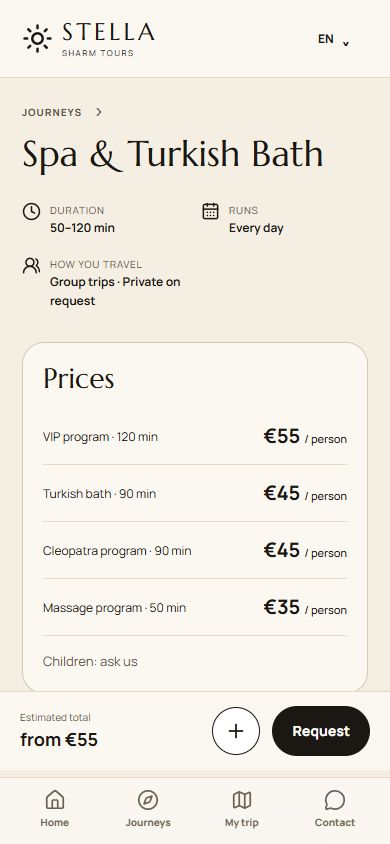 STELLA
SHARM TOURS
EN
JOURNEYS
Spa & Turkish Bath
DURATION
50–120 min
RUNS
Every day
HOW YOU TRAVEL
Group trips · Private on
request
Prices
VIP program · 120 min €55 / person
Turkish bath · 90 min €45 / person
Cleopatra program · 90 min €45 / person
Massage program · 50 min €35 / person
Children: ask us
Estimated total
from €55
Request
Home Journeys My trip Contact